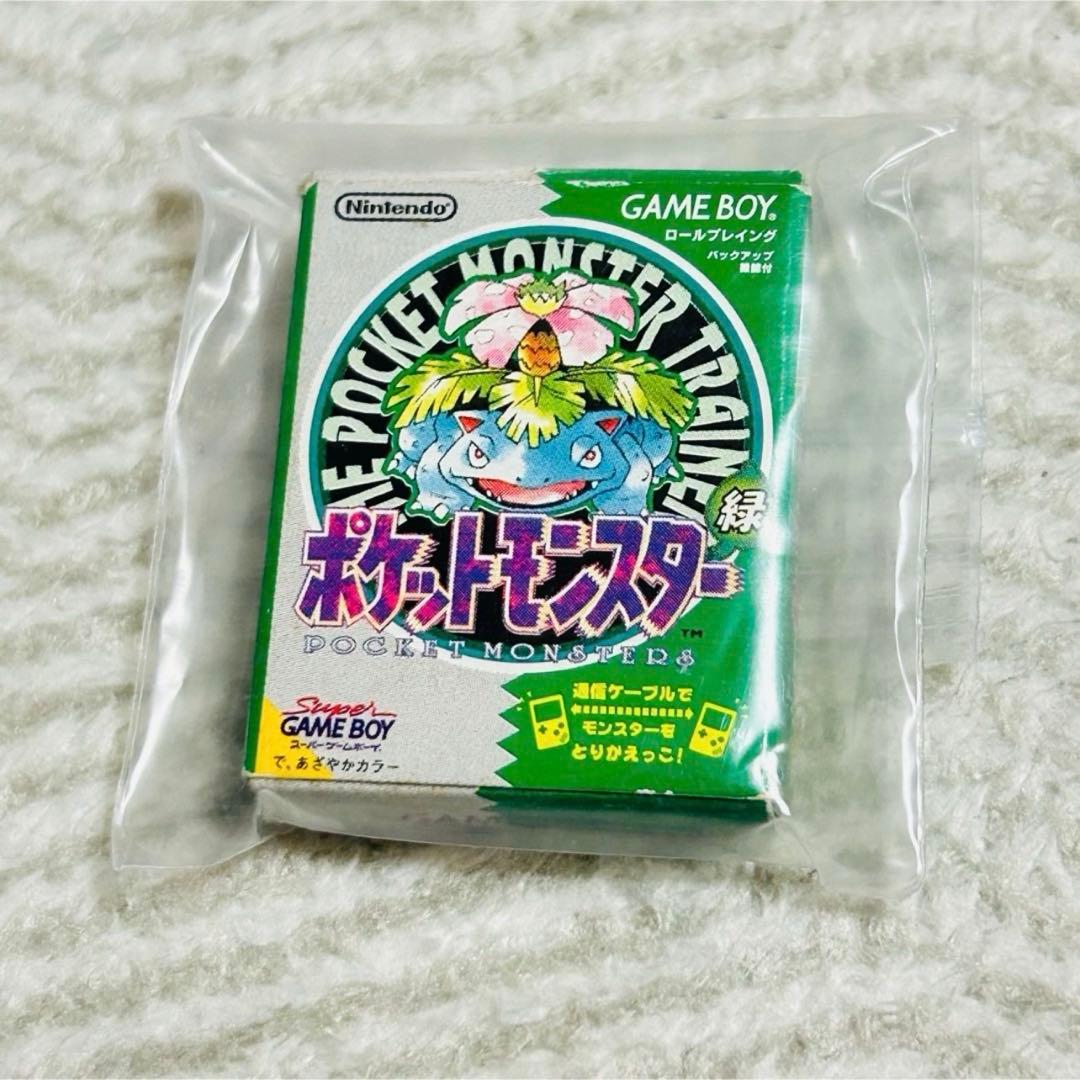 Nintendo
GAME BOY®
ロールプレイング
バックアップ
機能付
THE POCKET MONSTER TRAINER
緑
ポケットモンスター
TM
POCKET MONSTERS
通信ケーブルで
モンスターを
とりかえっこ!
Super
GAME BOY
スーパーゲームボーイ
で、あざやかカラー
GAME